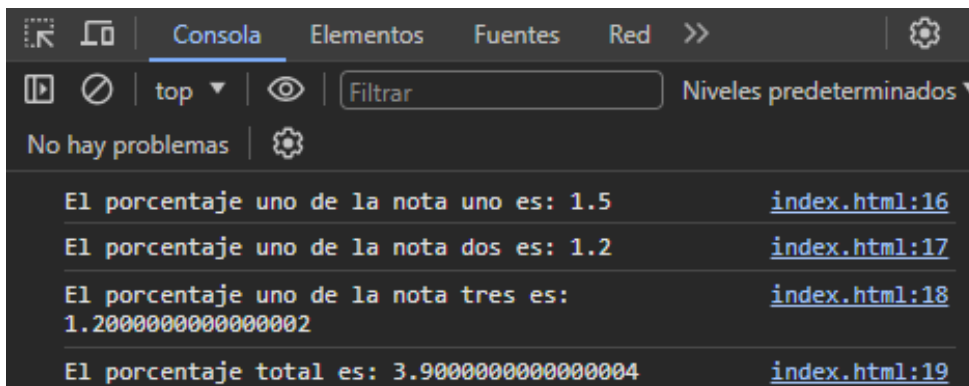 Consola Elementos Fuentes Red
top Filtrar Niveles predeterminados
No hay problemas
El porcentaje uno de la nota uno es: 1.5 index.html:16
El porcentaje uno de la nota dos es: 1.2 index.html:17
El porcentaje uno de la nota tres es: index.html:18
1.2000000000000002
El porcentaje total es: 3.9000000000000004 index.html:19